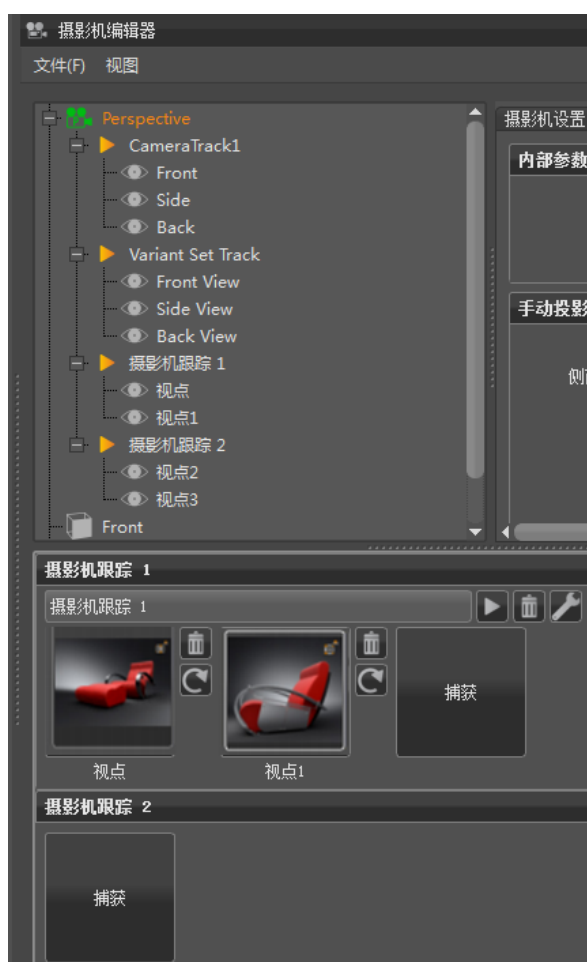 摄影机编辑器
文件(F) 视图
Perspective
CameraTrack1
Front
Side
Back
Variant Set Track
Front View
Side View
Back View
摄影机跟踪 1
视点
视点1
摄影机跟踪 2
视点2
视点3
Front
摄影机设置
内部参数
手动投影
侧
摄影机跟踪 1
摄影机跟踪 1
捕获
视点
视点1
摄影机跟踪 2
捕获